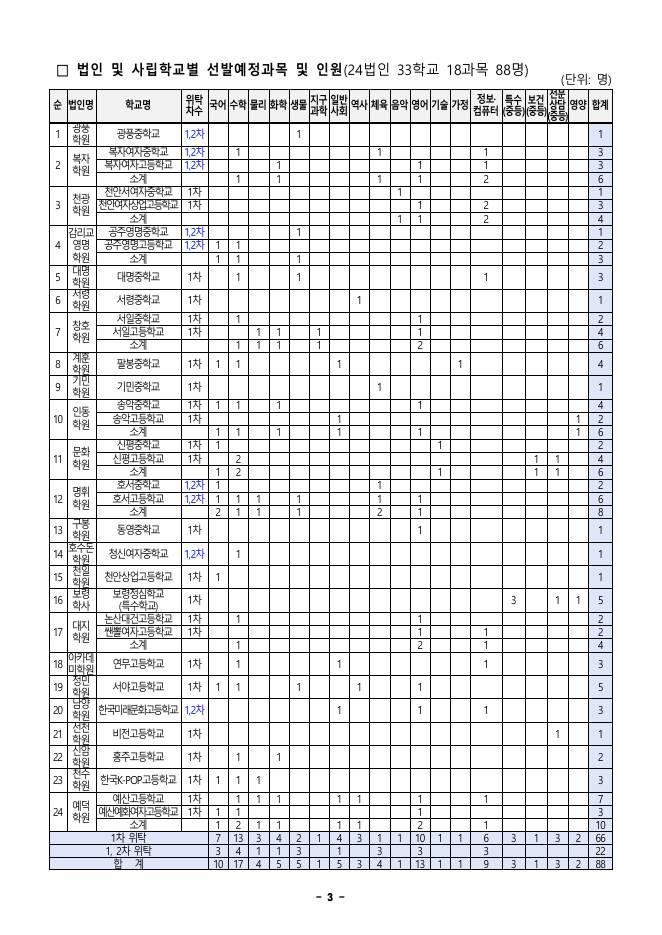 □ 법인 및 사립학교별 선발예정과목 및 인원(24법인 33학교 18과목 88명)
(단위: 명)
순 법인명 학교명 위탁차수 국어 수학 물리 화학 생물 지구과학 일반사회 역사 체육 음악 영어 기술 가정 정보·컴퓨터 특수(중등) 보건(중등) 전문상담(중등) 영양 합계
1 광풍학원 광풍중학교 1,2차 1 1
2 복자학원 복자여자중학교 1,2차 1 1 1 3
복자여자고등학교 1,2차 1 1 1 3
소계 1 1 1 1 2 6
3 천광학원 천안서여자중학교 1차 1 1
천안여자상업고등학교 1차 1 2 3
소계 1 1 2 4
4 감리교영명학원 공주영명중학교 1,2차 1 1
공주영명고등학교 1,2차 1 1 2
소계 1 1 1 3
5 대명학원 대명중학교 1차 1 1 1 3
6 서령학원 서령중학교 1차 1 1
7 창호학원 서일중학교 1차 1 1 2
서일고등학교 1차 1 1 1 1 4
소계 1 1 1 1 2 6
8 계훈학원 팔봉중학교 1차 1 1 1 1 4
9 기민학원 기민중학교 1차 1 1
10 인동학원 송악중학교 1차 1 1 1 1 4
송악고등학교 1차 1 1 2
소계 1 1 1 1 1 1 6
11 문화학원 신평중학교 1차 1 1 2
신평고등학교 1차 2 1 1 4
소계 1 2 1 1 1 6
12 명휘학원 호서중학교 1,2차 1 1 2
호서고등학교 1,2차 1 1 1 1 1 1 6
소계 2 1 1 1 2 1 8
13 구봉학원 동영중학교 1차 1 1
14 호수돈학원 청신여자중학교 1,2차 1 1
15 천일학원 천안상업고등학교 1차 1 1
16 보령학사 보령정심학교(특수학교) 1차 3 1 1 5
17 대지학원 논산대건고등학교 1차 1 1 2
쌘뽈여자고등학교 1차 1 1 2
소계 1 2 1 4
18 아카데미학원 연무고등학교 1차 1 1 1 3
19 정민학원 서야고등학교 1차 1 1 1 1 1 5
20 남양학원 한국미래문화고등학교 1,2차 1 1 1 3
21 선천학원 비전고등학교 1차 1 1
22 신암학원 홍주고등학교 1차 1 1 2
23 천수학원 한국K-POP고등학교 1차 1 1 1 3
24 예덕학원 예산고등학교 1차 1 1 1 1 1 1 1 7
예산예화여자고등학교 1차 1 1 1 3
소계 1 2 1 1 1 1 2 1 10
1차 위탁 7 13 3 4 2 1 4 3 1 1 10 1 1 6 3 1 3 2 66
1, 2차 위탁 3 4 1 1 3 1 3 3 3 22
합 계 10 17 4 5 5 1 5 3 4 1 13 1 1 9 3 1 3 2 88
- 3 -